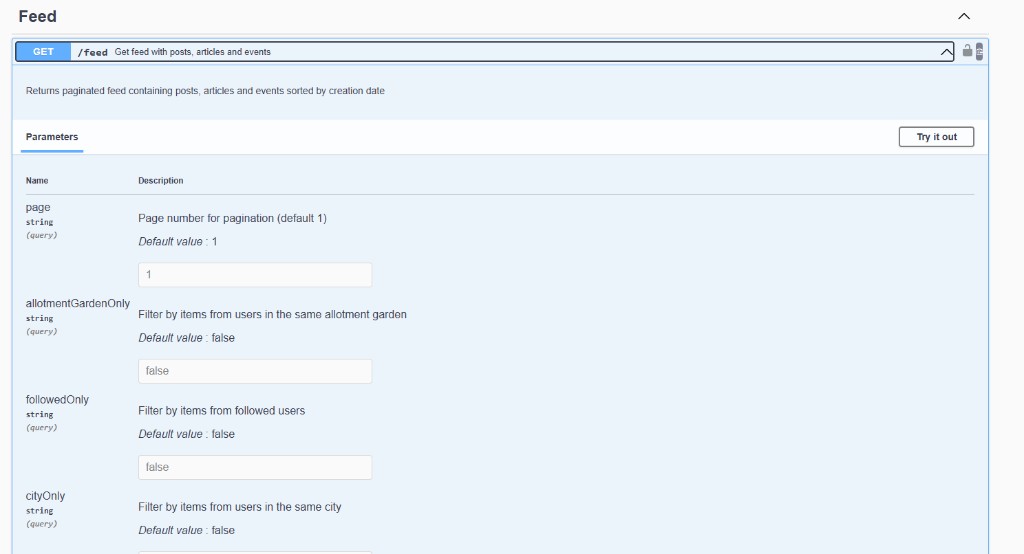 Feed
GET /feed Get feed with posts, articles and events
Returns paginated feed containing posts, articles and events sorted by creation date
Parameters
Try it out
Name Description
page
string
(query)
Page number for pagination (default 1)
Default value : 1
1
allotmentGardenOnly
string
(query)
Filter by items from users in the same allotment garden
Default value : false
false
followedOnly
string
(query)
Filter by items from followed users
Default value : false
false
cityOnly
string
(query)
Filter by items from users in the same city
Default value : false